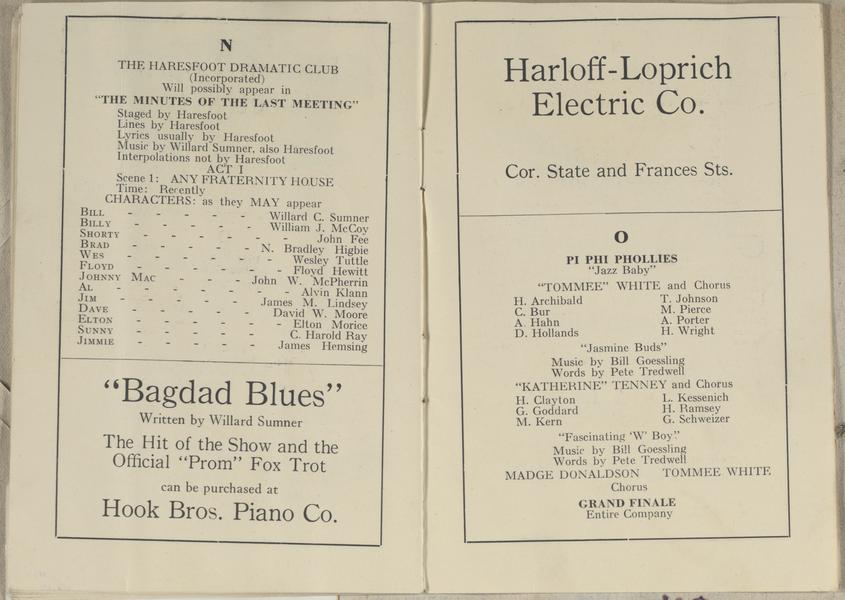 N
THE HARESFOOT DRAMATIC CLUB
(Incorporated)
Will possibly appear in
"THE MINUTES OF THE LAST MEETING"
Staged by Haresfoot
Lines by Haresfoot
Lyrics usually by Haresfoot
Music by Willard Sumner, also Haresfoot
Interpolations not by Haresfoot
ACT I
Scene 1: ANY FRATERNITY HOUSE
Time: Recently
CHARACTERS: as they MAY appear
BILL - - - - - Willard C. Sumner
BILLY - - - - - William J. McCoy
SHORTY - - - - - - John Fee
BRAD - - - - - N. Bradley Higbie
WES - - - - - - Wesley Tuttle
FLOYD - - - - - - Floyd Hewitt
JOHNNY MAC - - - John W. McPherrin
AL - - - - - - Alvin Klann
JIM - - - - - James M. Lindsey
DAVE - - - - - David W. Moore
ELTON - - - - - Elton Morice
SUNNY - - - - - C. Harold Ray
JIMMIE - - - - - James Hemsing
"Bagdad Blues"
Written by Willard Sumner
The Hit of the Show and the
Official "Prom" Fox Trot
can be purchased at
Hook Bros. Piano Co.
Harloff-Loprich
Electric Co.
Cor. State and Frances Sts.
O
PI PHI PHOLLIES
"Jazz Baby"
"TOMMEE" WHITE and Chorus
H. Archibald T. Johnson
C. Bur M. Pierce
A. Hahn A. Porter
D. Hollands H. Wright
"Jasmine Buds"
Music by Bill Goessling
Words by Pete Tredwell
"KATHERINE" TENNEY and Chorus
H. Clayton L. Kessenich
G. Goddard H. Ramsey
M. Kern G. Schweizer
"Fascinating 'W' Boy"
Music by Bill Goessling
Words by Pete Tredwell
MADGE DONALDSON TOMMEE WHITE
Chorus
GRAND FINALE
Entire Company